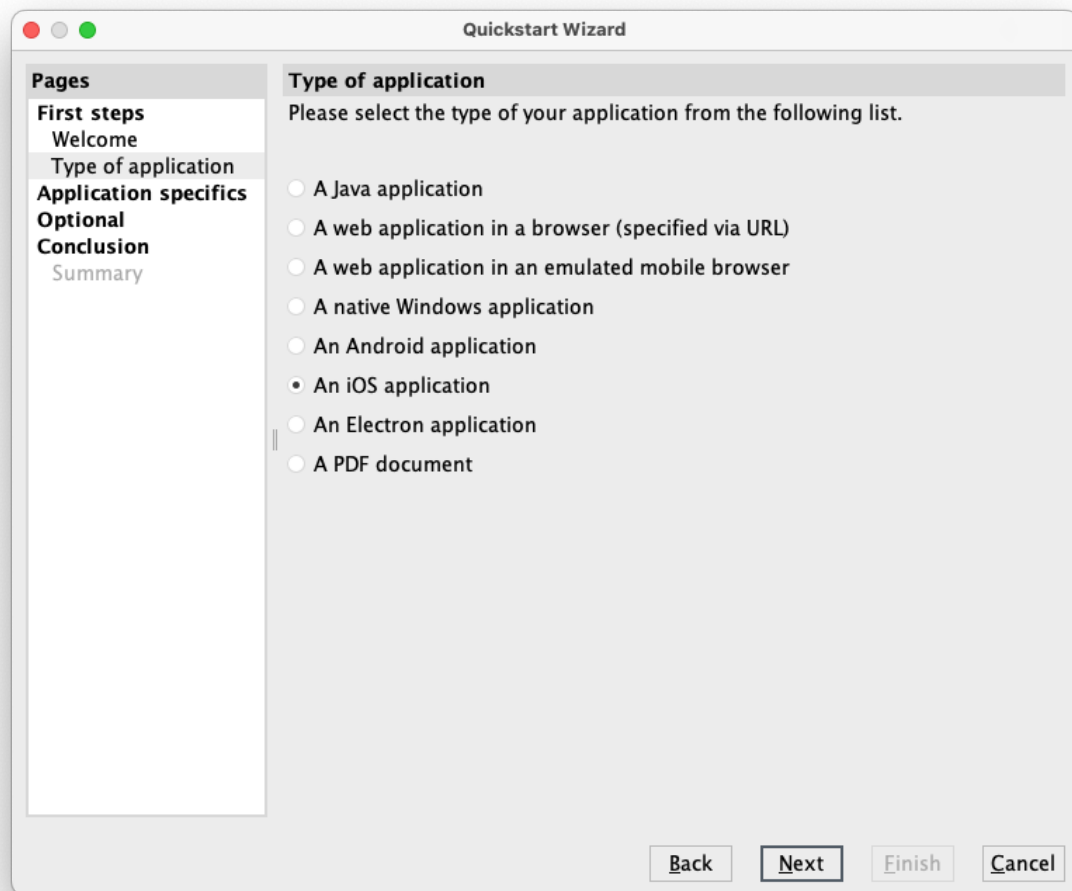 Quickstart Wizard
Pages
First steps
Welcome
Type of application
Application specifics
Optional
Conclusion
Summary
Type of application
Please select the type of your application from the following list.
A Java application
A web application in a browser (specified via URL)
A web application in an emulated mobile browser
A native Windows application
An Android application
An iOS application
An Electron application
A PDF document
Back Next Finish Cancel